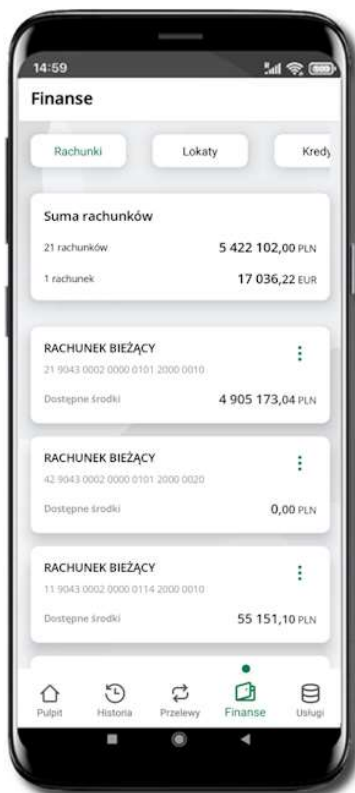 14:59
Finanse
Rachunki Lokaty Kredy
Suma rachunków
21 rachunków 5 422 102,00 PLN
1 rachunek 17 036,22 EUR
RACHUNEK BIEŻĄCY
21 9043 0002 0000 0101 2000 0010
Dostępne środki 4 905 173,04 PLN
RACHUNEK BIEŻĄCY
42 9043 0002 0000 0101 2000 0020
Dostępne środki 0,00 PLN
RACHUNEK BIEŻĄCY
11 9043 0002 0000 0114 2000 0010
Dostępne środki 55 151,10 PLN
Pulpit Historia Przelewy Finanse Usługi